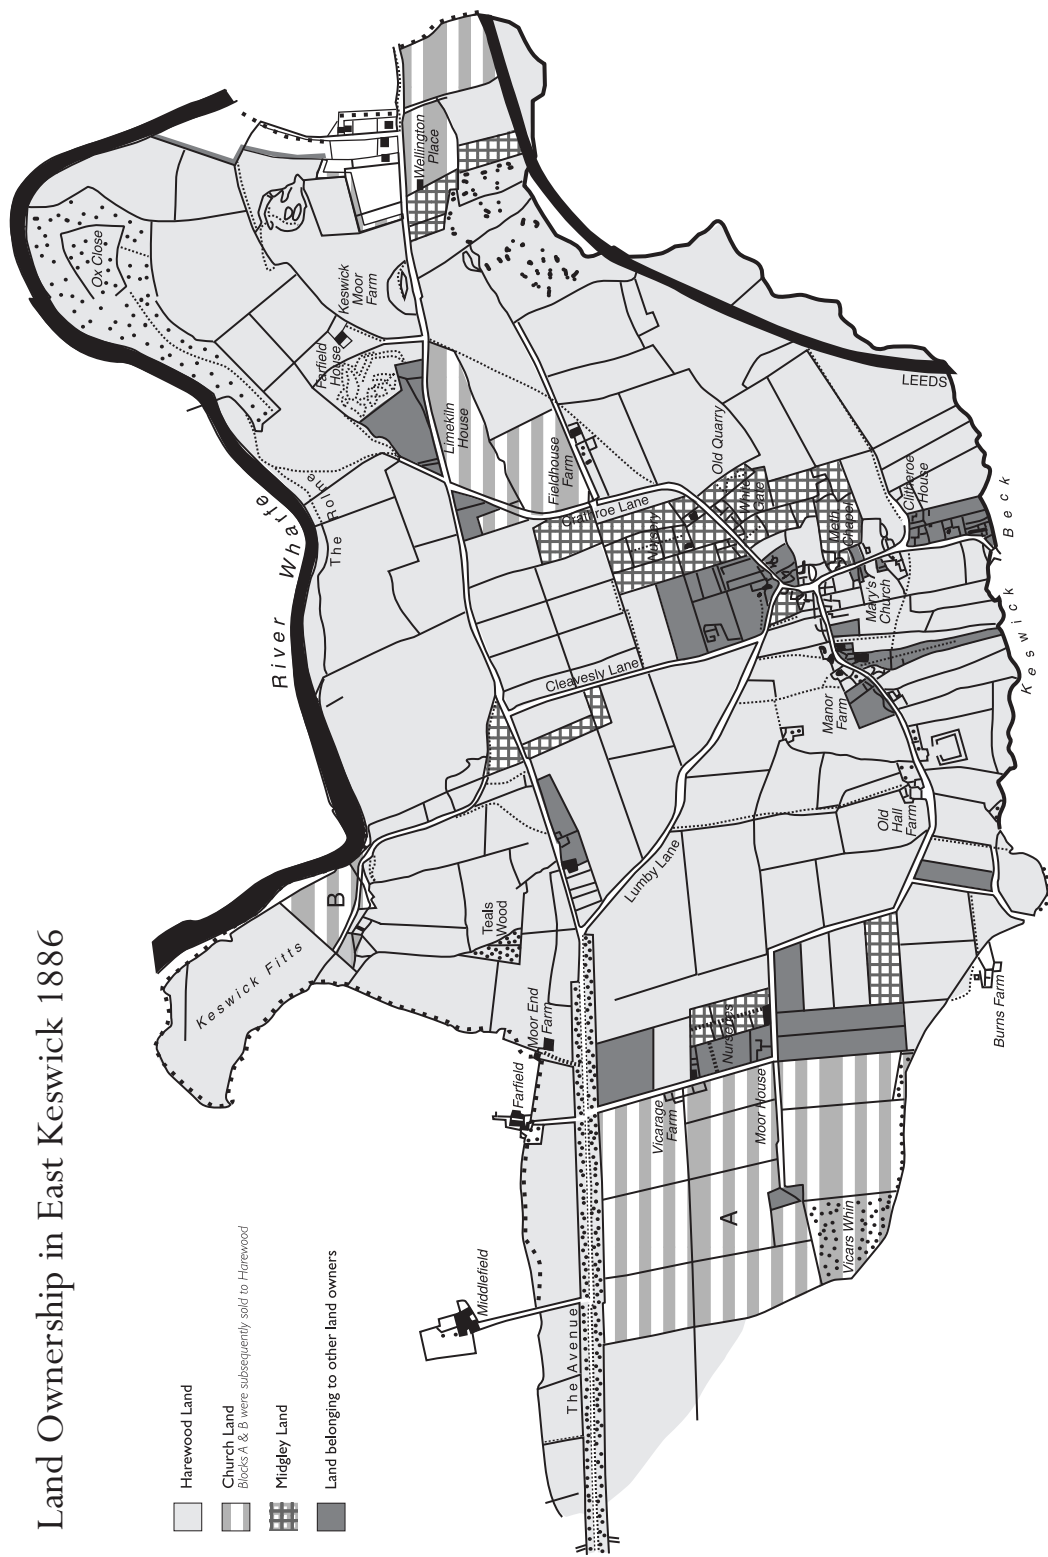 Land Ownership in East Keswick 1886
Harewood Land
Church Land
Blocks A & B were subsequently sold to Harewood
Midgley Land
Land belonging to other land owners
River Wharfe
Ox Close
Keswick
Moor
Farm
Farfield
House
Wellington
Place
Limekiln
House
Fieldhouse
Farm
The
Holme
Crabtroe Lane
Nursery
White
Gate
Old Quarry
Meth
Chapel
Clitheroe
House
LEEDS
Mary's
Church
Keswick Beck
Cleavesly Lane
Manor
Farm
Old
Hall
Farm
Lumby Lane
Teals
Wood
B
Keswick Fitts
Moor End
Farm
Farfield
Nurseries
Vicarage
Farm
Moor House
Burns Farm
A
Vicars Whin
Middlefield
The Avenue